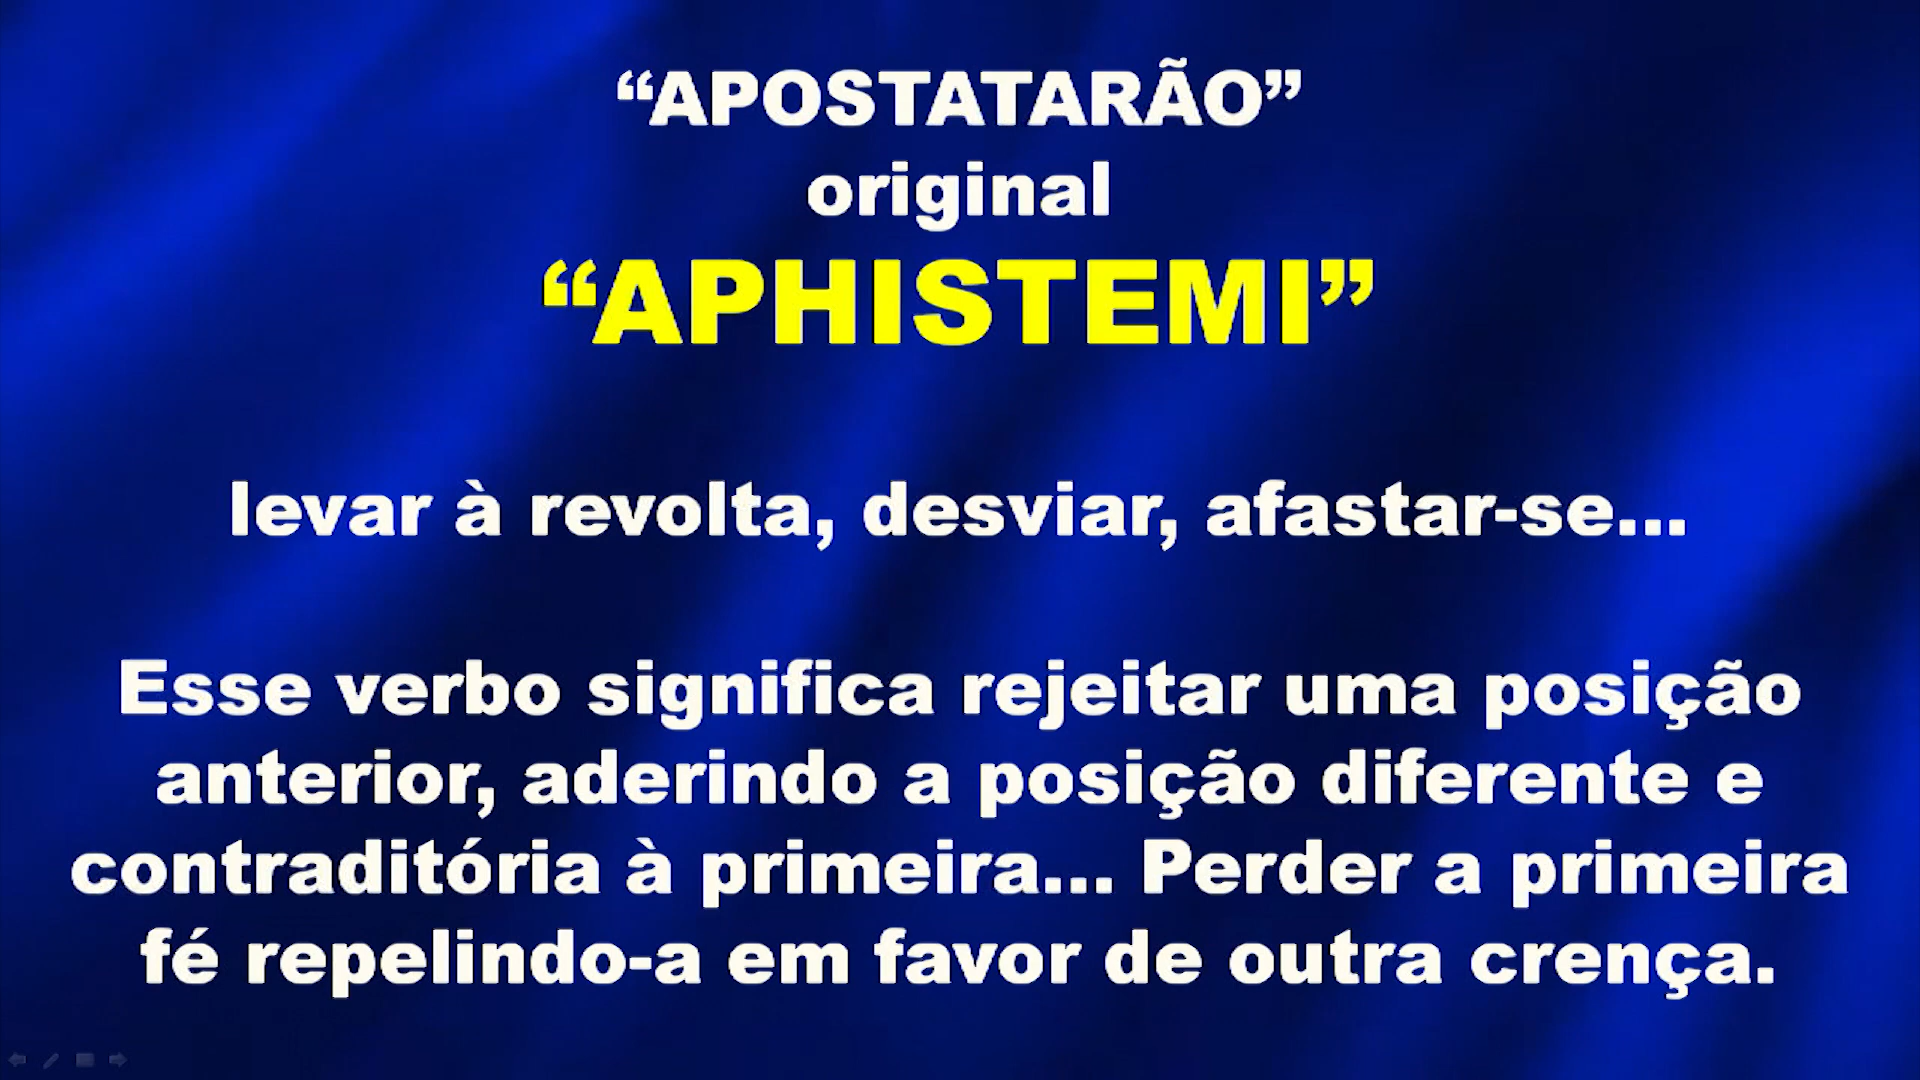 “APOSTATARÃO”
original
“APHISTEMI”
levar à revolta, desviar, afastar-se...
Esse verbo significa rejeitar uma posição
anterior, aderindo a posição diferente e
contraditória à primeira... Perder a primeira
fé repelindo-a em favor de outra crença.